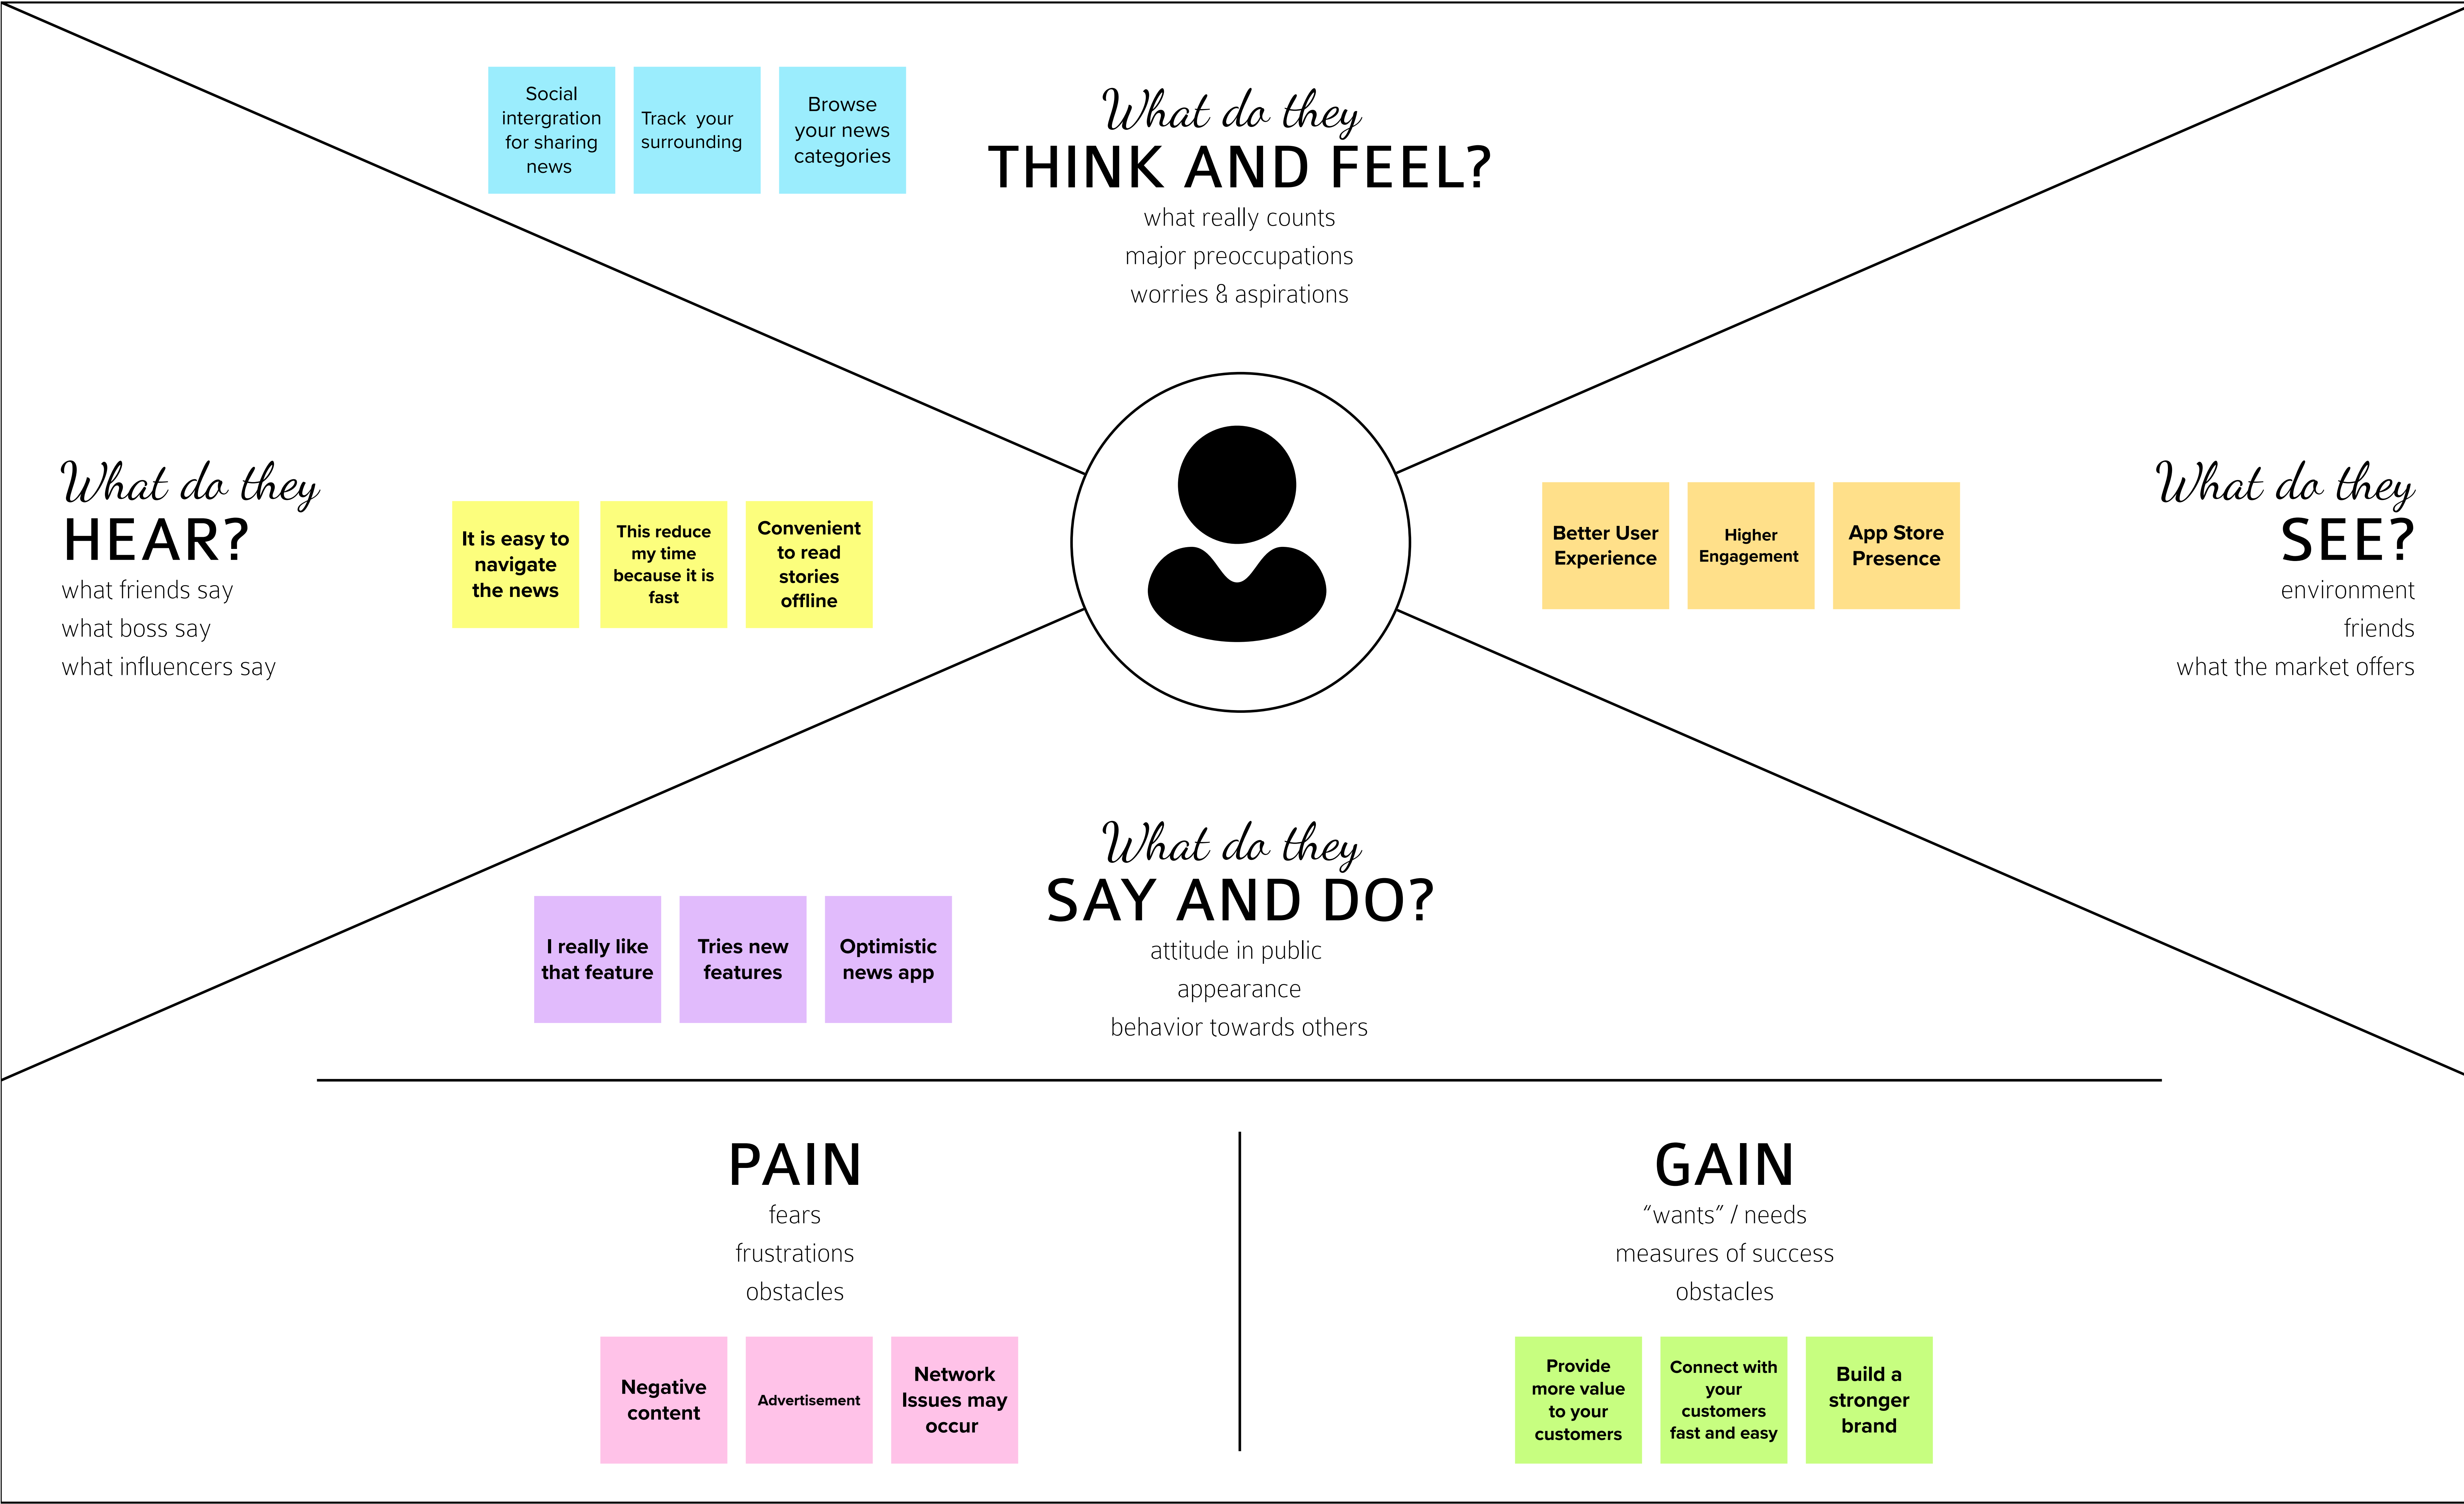 Social
intergration
for sharing
news
Track your
surrounding
Browse
your news
categories
What do they
THINK AND FEEL?
what really counts
major preoccupations
worries & aspirations
What do they
HEAR?
what friends say
what boss say
what influencers say
It is easy to
navigate
the news
This reduce
my time
because it is
fast
Convenient
to read
stories
offline
Better User
Experience
Higher
Engagement
App Store
Presence
What do they
SEE?
environment
friends
what the market offers
What do they
SAY AND DO?
attitude in public
appearance
behavior towards others
I really like
that feature
Tries new
features
Optimistic
news app
PAIN
fears
frustrations
obstacles
Negative
content
Advertisement
Network
Issues may
occur
GAIN
“wants” / needs
measures of success
obstacles
Provide
more value
to your
customers
Connect with
your
customers
fast and easy
Build a
stronger
brand